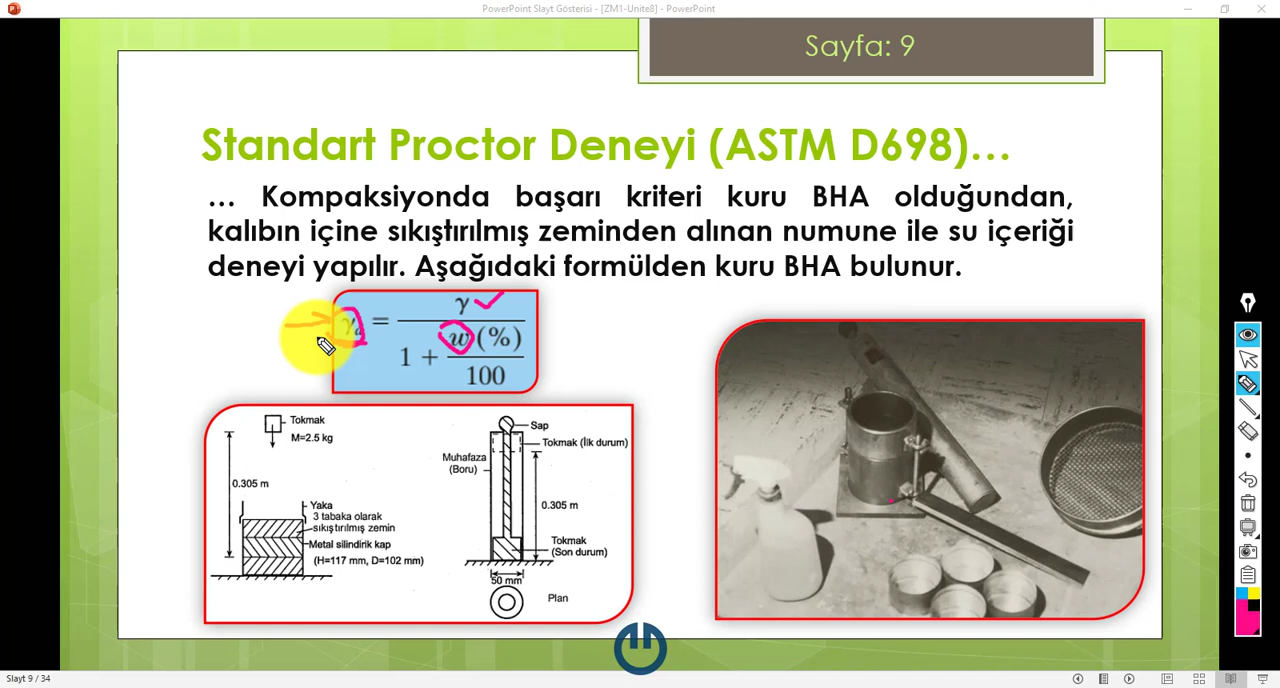 PowerPoint Slayt Gösterisi - [ZM1-Unite8] - PowerPoint
Sayfa: 9
Standart Proctor Deneyi (ASTM D698)...
... Kompaksiyonda başarı kriteri kuru BHA olduğundan,
kalıbın içine sıkıştırılmış zeminden alınan numune ile su içeriği
deneyi yapılır. Aşağıdaki formülden kuru BHA bulunur.
γd = γ
1 + w(%)
100
Tokmak
M=2.5 kg
0.305 m
Yaka
3 tabaka olarak
sıkıştırılmış zemin
Metal silindirik kap
(H=117 mm, D=102 mm)
Sap
Tokmak (İlk durum)
Muhafaza
(Boru)
0.305 m
Tokmak
(Son durum)
50 mm
Plan
Slayt 9 / 34